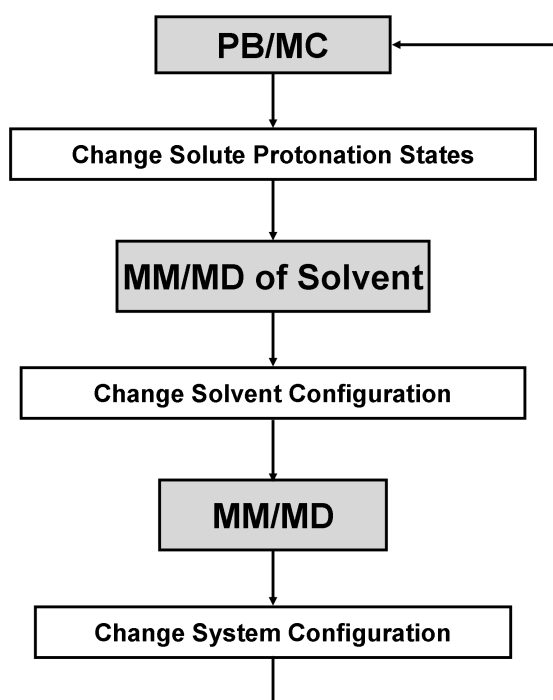 PB/MC
Change Solute Protonation States
MM/MD of Solvent
Change Solvent Configuration
MM/MD
Change System Configuration